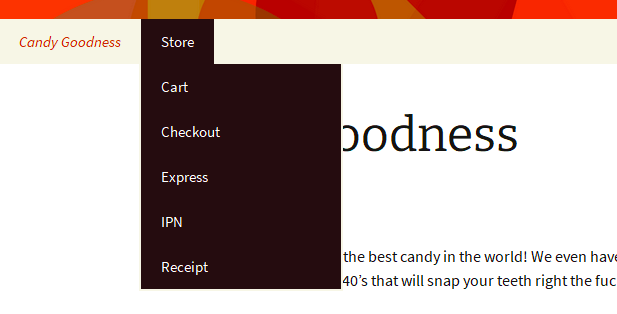 Candy Goodness Store
Cart
Checkout
oodness
Express
IPN
the best candy in the world! We even have
Receipt
40's that will snap your teeth right the fuc